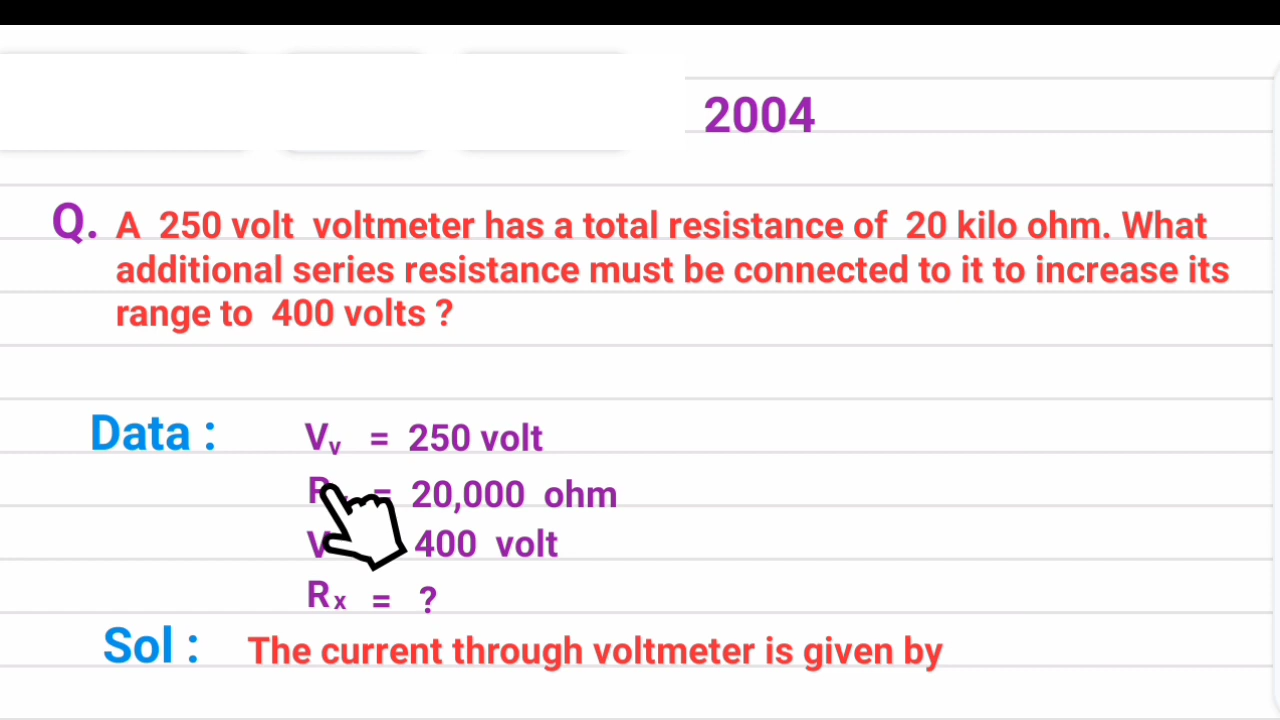 2004
Q. A 250 volt voltmeter has a total resistance of 20 kilo ohm. What
additional series resistance must be connected to it to increase its
range to 400 volts ?
Data : Vᵥ = 250 volt
R = 20,000 ohm
V 400 volt
Rₓ = ?
Sol : The current through voltmeter is given by